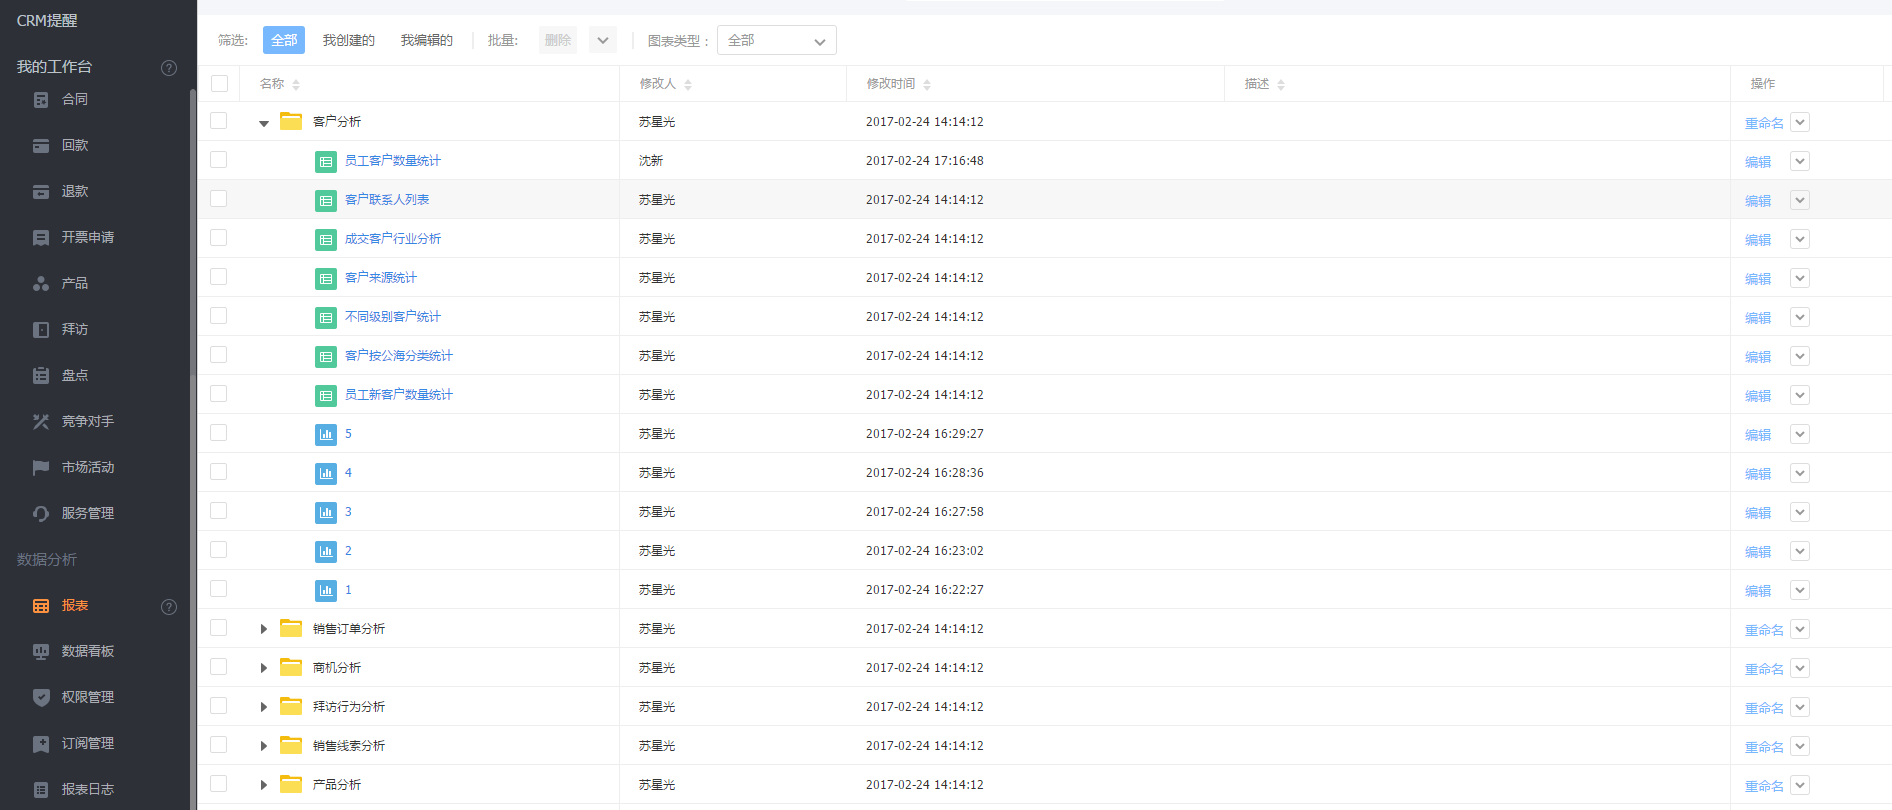 CRM提醒
我的工作台
合同
回款
退款
开票申请
产品
拜访
盘点
竞争对手
市场活动
服务管理
数据分析
报表
数据看板
权限管理
订阅管理
报表日志
筛选: 全部 我创建的 我编辑的 批量: 删除 图表类型： 全部
名称 修改人 修改时间 描述 操作
客户分析 苏星光 2017-02-24 14:14:12 重命名
员工客户数量统计 沈新 2017-02-24 17:16:48 编辑
客户联系人列表 苏星光 2017-02-24 14:14:12 编辑
成交客户行业分析 苏星光 2017-02-24 14:14:12 编辑
客户来源统计 苏星光 2017-02-24 14:14:12 编辑
不同级别客户统计 苏星光 2017-02-24 14:14:12 编辑
客户按公海分类统计 苏星光 2017-02-24 14:14:12 编辑
员工新客户数量统计 苏星光 2017-02-24 14:14:12 编辑
5 苏星光 2017-02-24 16:29:27 编辑
4 苏星光 2017-02-24 16:28:36 编辑
3 苏星光 2017-02-24 16:27:58 编辑
2 苏星光 2017-02-24 16:23:02 编辑
1 苏星光 2017-02-24 16:22:27 编辑
销售订单分析 苏星光 2017-02-24 14:14:12 重命名
商机分析 苏星光 2017-02-24 14:14:12 重命名
拜访行为分析 苏星光 2017-02-24 14:14:12 重命名
销售线索分析 苏星光 2017-02-24 14:14:12 重命名
产品分析 苏星光 2017-02-24 14:14:12 重命名